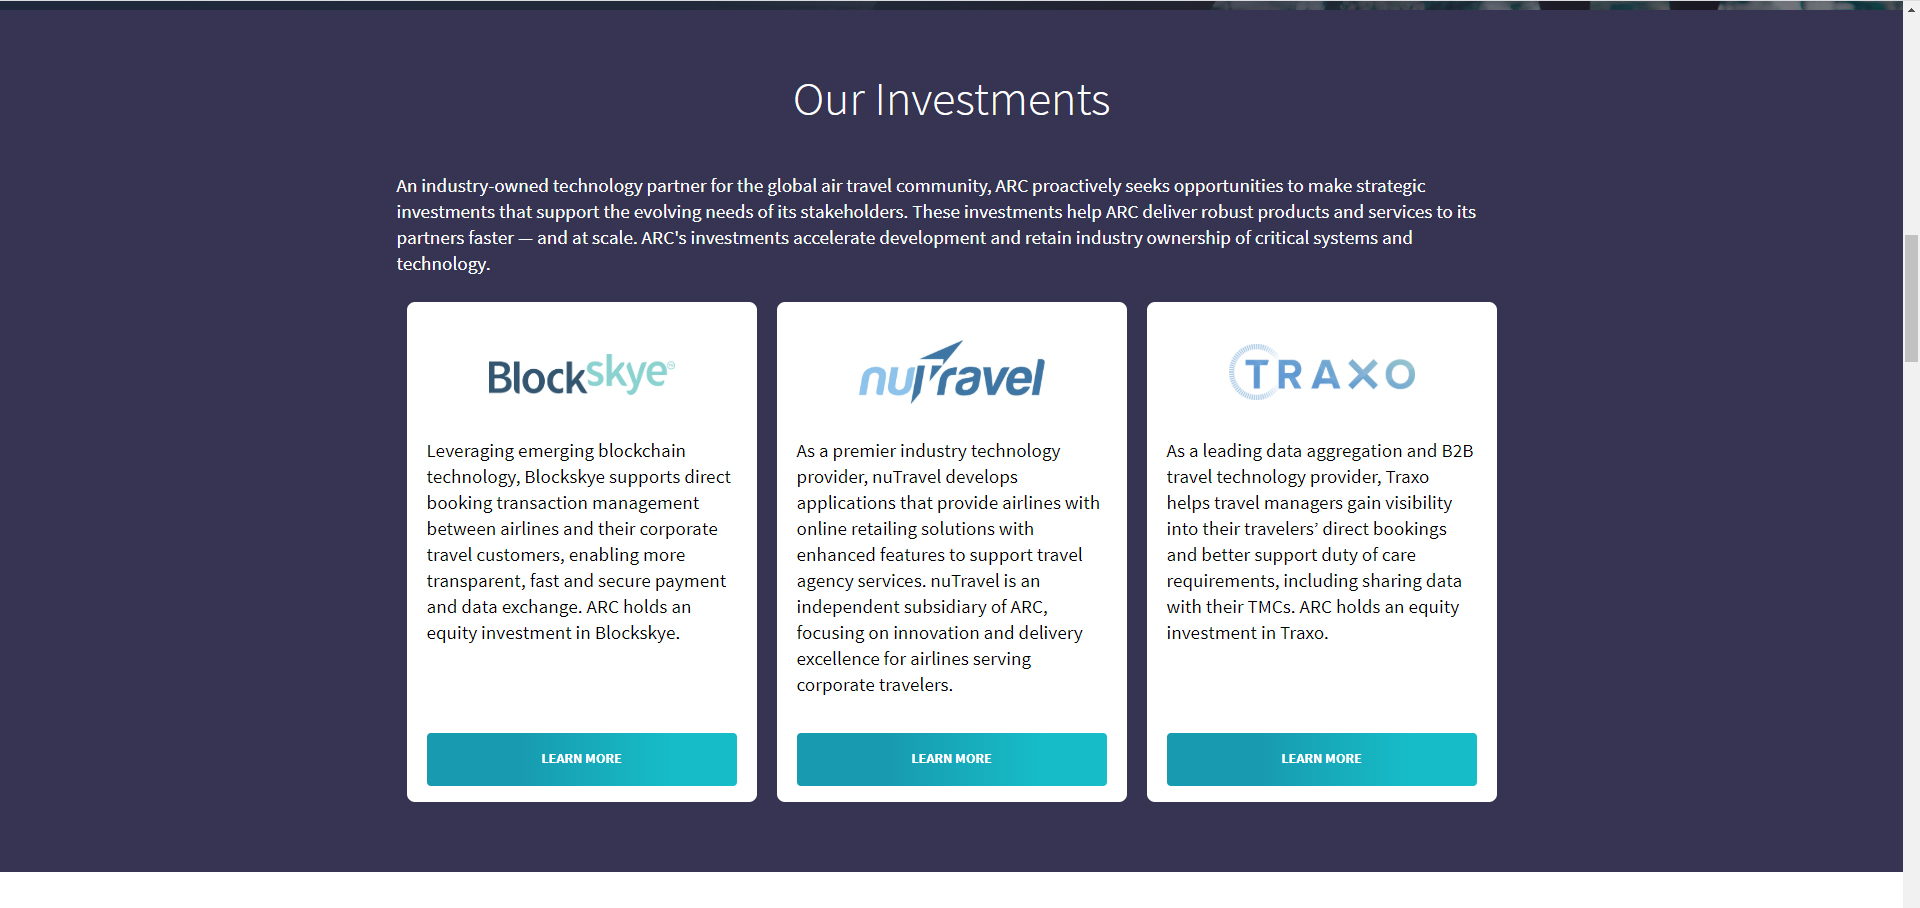 Our Investments
An industry-owned technology partner for the global air travel community, ARC proactively seeks opportunities to make strategic
investments that support the evolving needs of its stakeholders. These investments help ARC deliver robust products and services to its
partners faster — and at scale. ARC's investments accelerate development and retain industry ownership of critical systems and
technology.
Blockskye
Leveraging emerging blockchain
technology, Blockskye supports direct
booking transaction management
between airlines and their corporate
travel customers, enabling more
transparent, fast and secure payment
and data exchange. ARC holds an
equity investment in Blockskye.
LEARN MORE
nuTravel
As a premier industry technology
provider, nuTravel develops
applications that provide airlines with
online retailing solutions with
enhanced features to support travel
agency services. nuTravel is an
independent subsidiary of ARC,
focusing on innovation and delivery
excellence for airlines serving
corporate travelers.
LEARN MORE
TRAXO
As a leading data aggregation and B2B
travel technology provider, Traxo
helps travel managers gain visibility
into their travelers’ direct bookings
and better support duty of care
requirements, including sharing data
with their TMCs. ARC holds an equity
investment in Traxo.
LEARN MORE